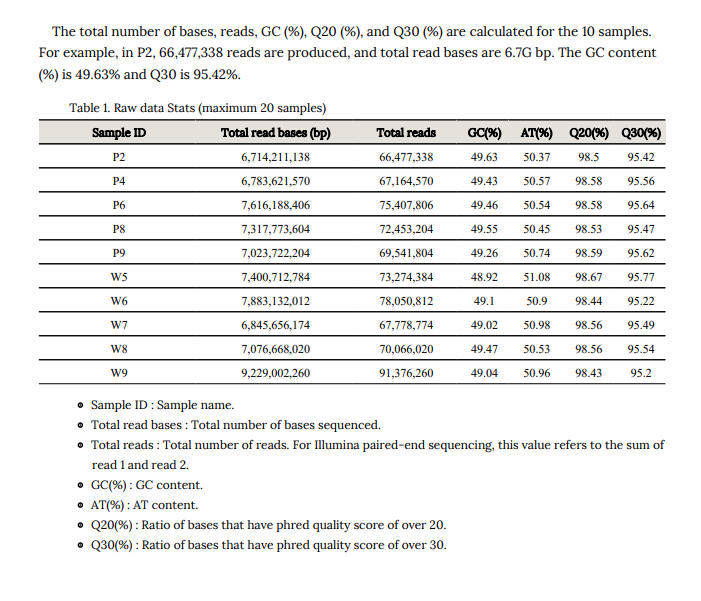 The total number of bases, reads, GC (%), Q20 (%), and Q30 (%) are calculated for the 10 samples.
For example, in P2, 66,477,338 reads are produced, and total read bases are 6.7G bp. The GC content
(%) is 49.63% and Q30 is 95.42%.
Table 1. Raw data Stats (maximum 20 samples)
Sample ID Total read bases (bp) Total reads GC(%) AT(%) Q20(%) Q30(%)
P2 6,714,211,138 66,477,338 49.63 50.37 98.5 95.42
P4 6,783,621,570 67,164,570 49.43 50.57 98.58 95.56
P6 7,616,188,406 75,407,806 49.46 50.54 98.58 95.64
P8 7,317,773,604 72,453,204 49.55 50.45 98.53 95.47
P9 7,023,722,204 69,541,804 49.26 50.74 98.59 95.62
W5 7,400,712,784 73,274,384 48.92 51.08 98.67 95.77
W6 7,883,132,012 78,050,812 49.1 50.9 98.44 95.22
W7 6,845,656,174 67,778,774 49.02 50.98 98.56 95.49
W8 7,076,668,020 70,066,020 49.47 50.53 98.56 95.54
W9 9,229,002,260 91,376,260 49.04 50.96 98.43 95.2
Sample ID : Sample name.
Total read bases : Total number of bases sequenced.
Total reads : Total number of reads. For Illumina paired-end sequencing, this value refers to the sum of
read 1 and read 2.
GC(%) : GC content.
AT(%) : AT content.
Q20(%) : Ratio of bases that have phred quality score of over 20.
Q30(%) : Ratio of bases that have phred quality score of over 30.